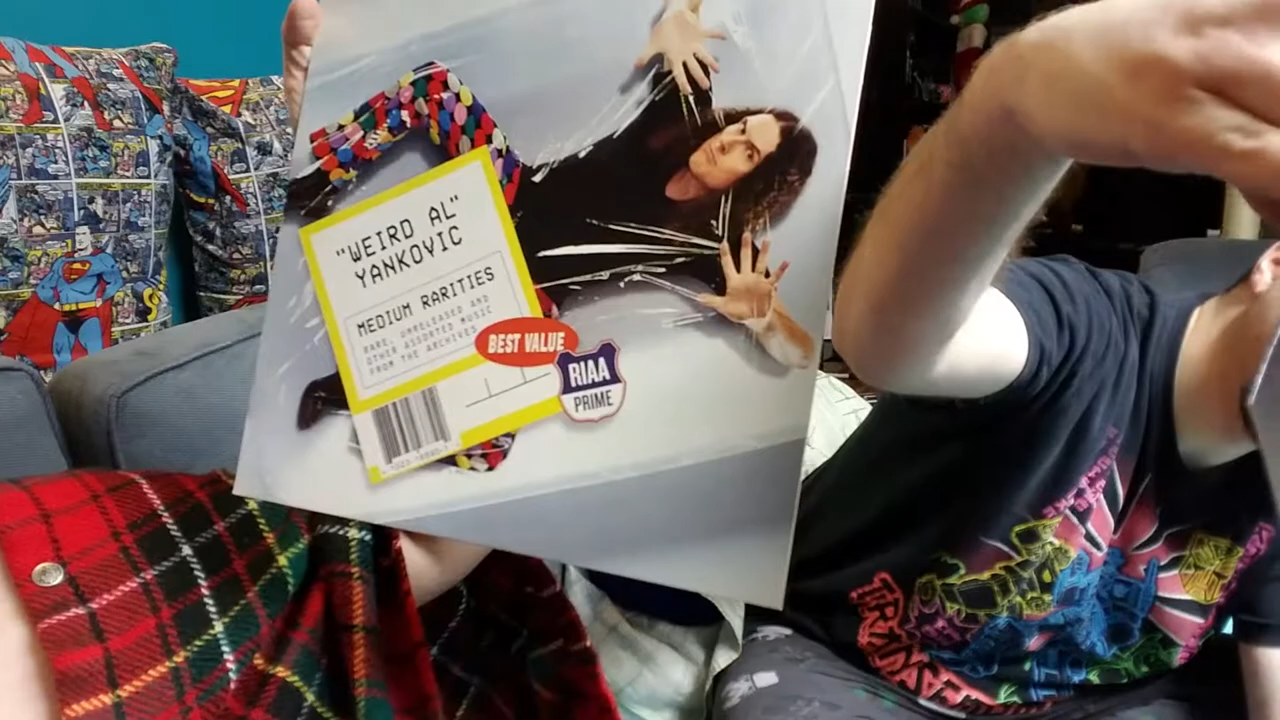 "WEIRD AL"
YANKOVIC
MEDIUM RARITIES
RARE, UNRELEASED AND
OTHER ASSORTED MUSIC
FROM THE ARCHIVES
BEST VALUE
RIAA
PRIME